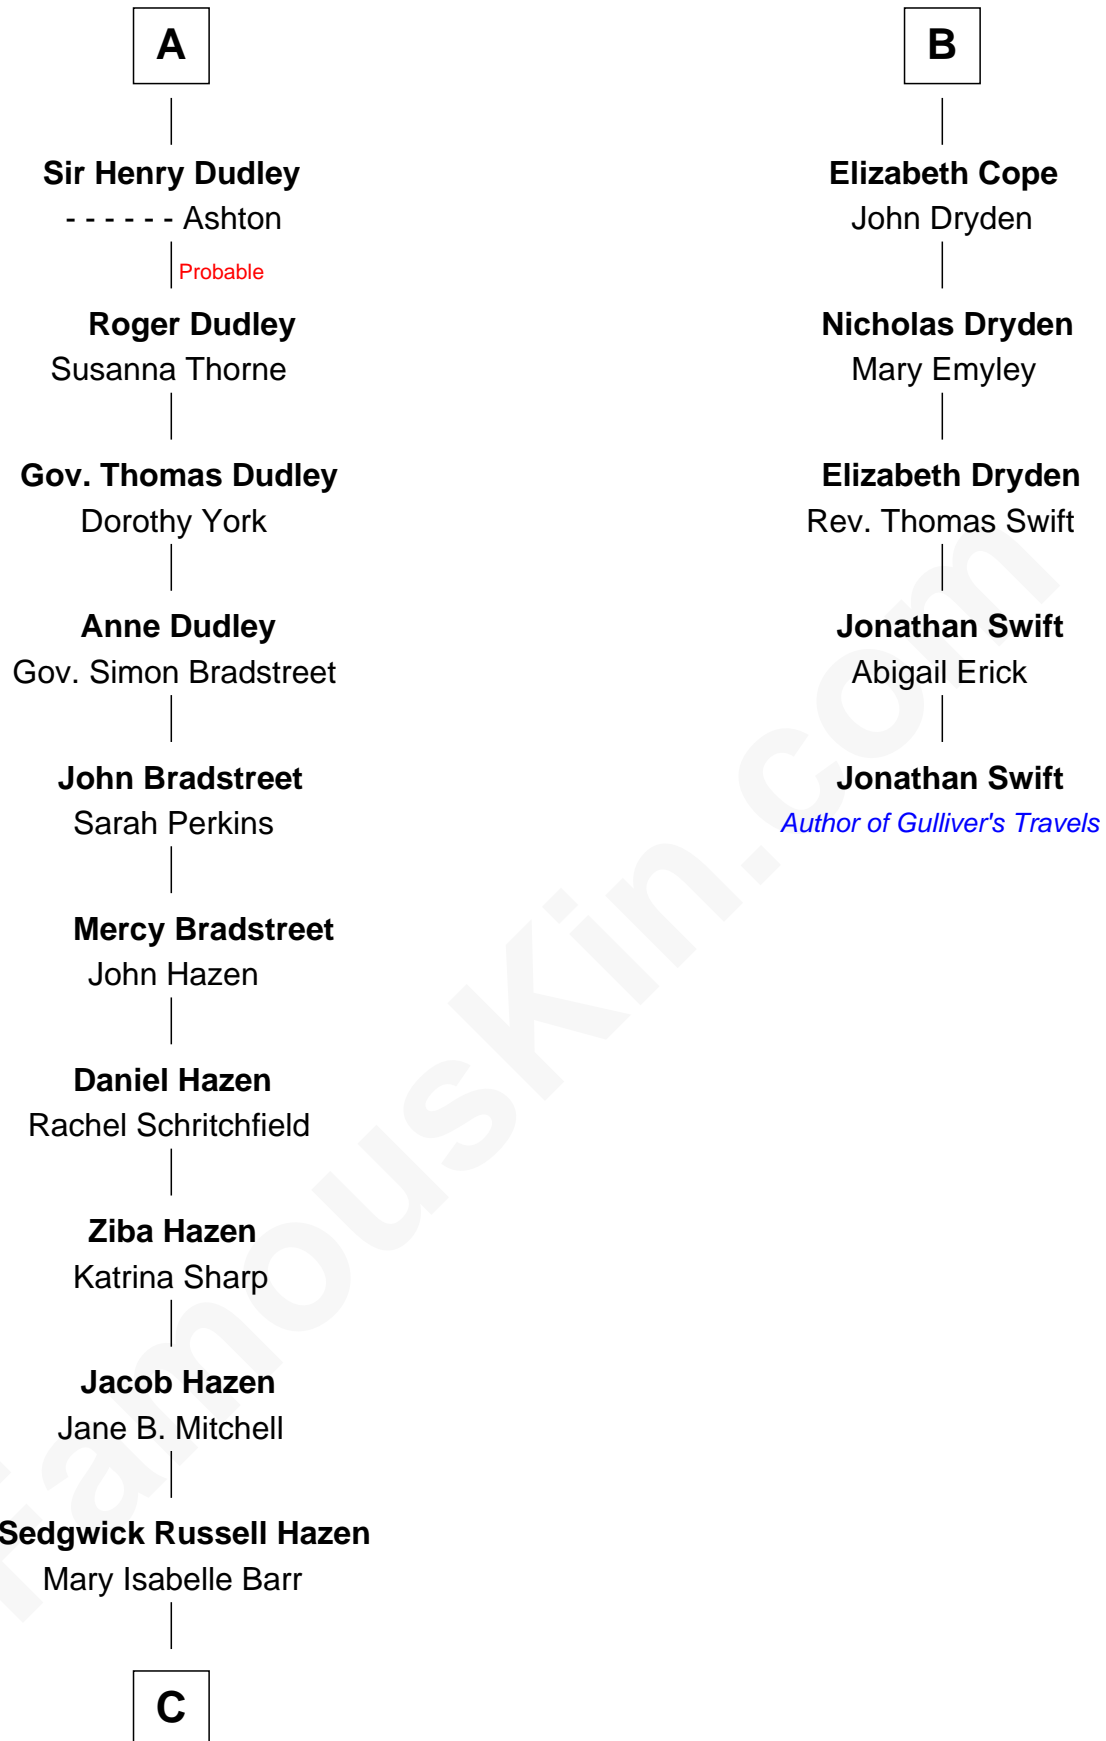 A
Sir Henry Dudley
- - - - - - Ashton
Probable
Roger Dudley
Susanna Thorne
Gov. Thomas Dudley
Dorothy York
Anne Dudley
Gov. Simon Bradstreet
John Bradstreet
Sarah Perkins
Mercy Bradstreet
John Hazen
Daniel Hazen
Rachel Schritchfield
Ziba Hazen
Katrina Sharp
Jacob Hazen
Jane B. Mitchell
Sedgwick Russell Hazen
Mary Isabelle Barr
C
B
Elizabeth Cope
John Dryden
Nicholas Dryden
Mary Emyley
Elizabeth Dryden
Rev. Thomas Swift
Jonathan Swift
Abigail Erick
Jonathan Swift
Author of Gulliver's Travels
FamousKin.com